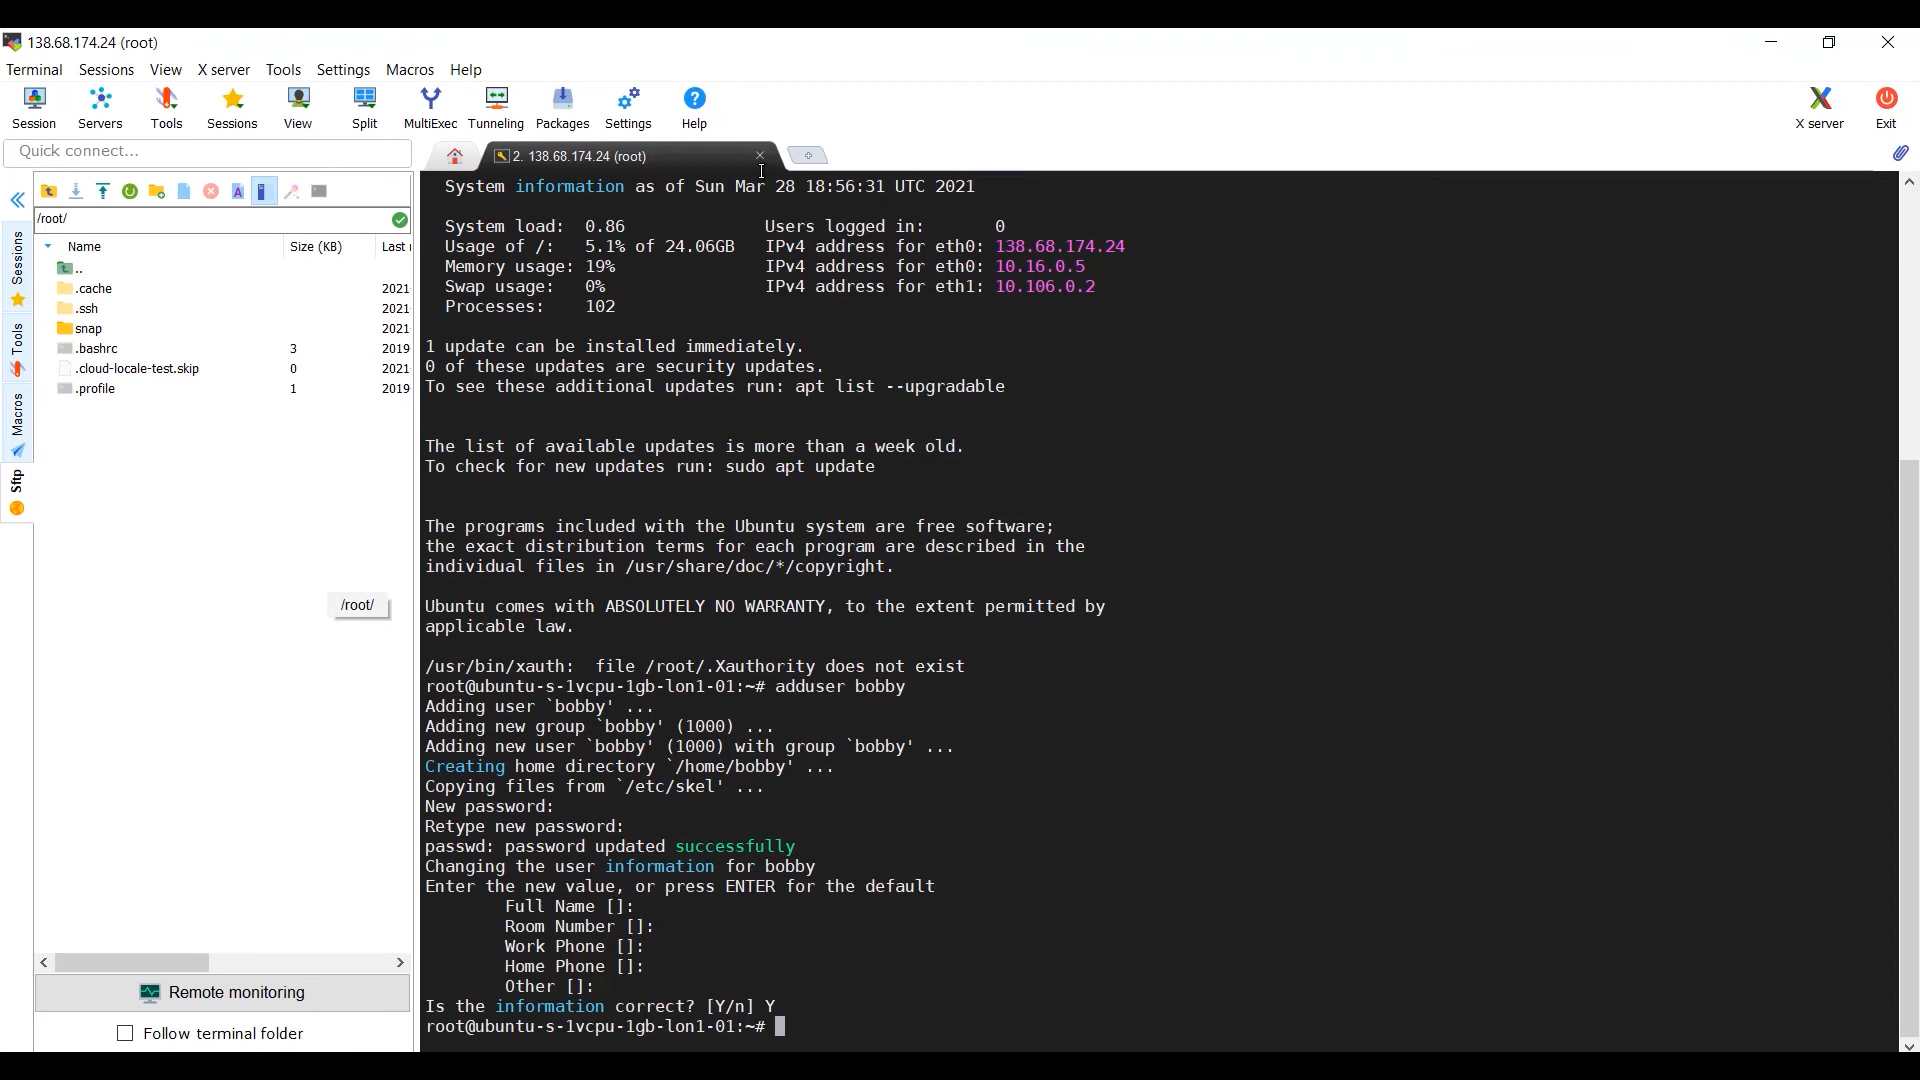 138.68.174.24 (root)
Terminal Sessions View X server Tools Settings Macros Help
Session Servers Tools Sessions View Split MultiExec Tunneling Packages Settings Help X server Exit
Quick connect...
2. 138.68.174.24 (root)
/root/
Name Size (KB) Last
..
.cache 2021
.ssh 2021
snap 2021
.bashrc 3 2019
.cloud-locale-test.skip 0 2021
.profile 1 2019
/root/
Sessions
Tools
Macros
Sftp
Remote monitoring
Follow terminal folder
System information as of Sun Mar 28 18:56:31 UTC 2021
System load: 0.86 Users logged in: 0
Usage of /: 5.1% of 24.06GB IPv4 address for eth0: 138.68.174.24
Memory usage: 19% IPv4 address for eth0: 10.16.0.5
Swap usage: 0% IPv4 address for eth1: 10.106.0.2
Processes: 102
1 update can be installed immediately.
0 of these updates are security updates.
To see these additional updates run: apt list --upgradable
The list of available updates is more than a week old.
To check for new updates run: sudo apt update
The programs included with the Ubuntu system are free software;
the exact distribution terms for each program are described in the
individual files in /usr/share/doc/*/copyright.
Ubuntu comes with ABSOLUTELY NO WARRANTY, to the extent permitted by
applicable law.
/usr/bin/xauth:  file /root/.Xauthority does not exist
root@ubuntu-s-1vcpu-1gb-lon1-01:~# adduser bobby
Adding user `bobby' ...
Adding new group `bobby' (1000) ...
Adding new user `bobby' (1000) with group `bobby' ...
Creating home directory `/home/bobby' ...
Copying files from `/etc/skel' ...
New password:
Retype new password:
passwd: password updated successfully
Changing the user information for bobby
Enter the new value, or press ENTER for the default
Full Name []:
Room Number []:
Work Phone []:
Home Phone []:
Other []:
Is the information correct? [Y/n] Y
root@ubuntu-s-1vcpu-1gb-lon1-01:~#